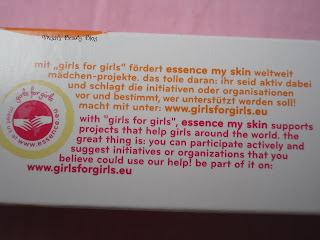 mit „girls for girls" fördert essence my skin weltweit
mädchen-projekte. das tolle daran: ihr seid aktiv dabei
und schlagt die initiativen oder organisationen
vor und bestimmt, wer unterstützt werden soll!
macht mit unter: www.girlsforgirls.eu
with "girls for girls", essence my skin supports
projects that help girls around the world. the
great thing is: you can participate actively and
suggest initiatives or organizations that you
believe could use our help! be part of it on:
www.girlsforgirls.eu
girls for girls